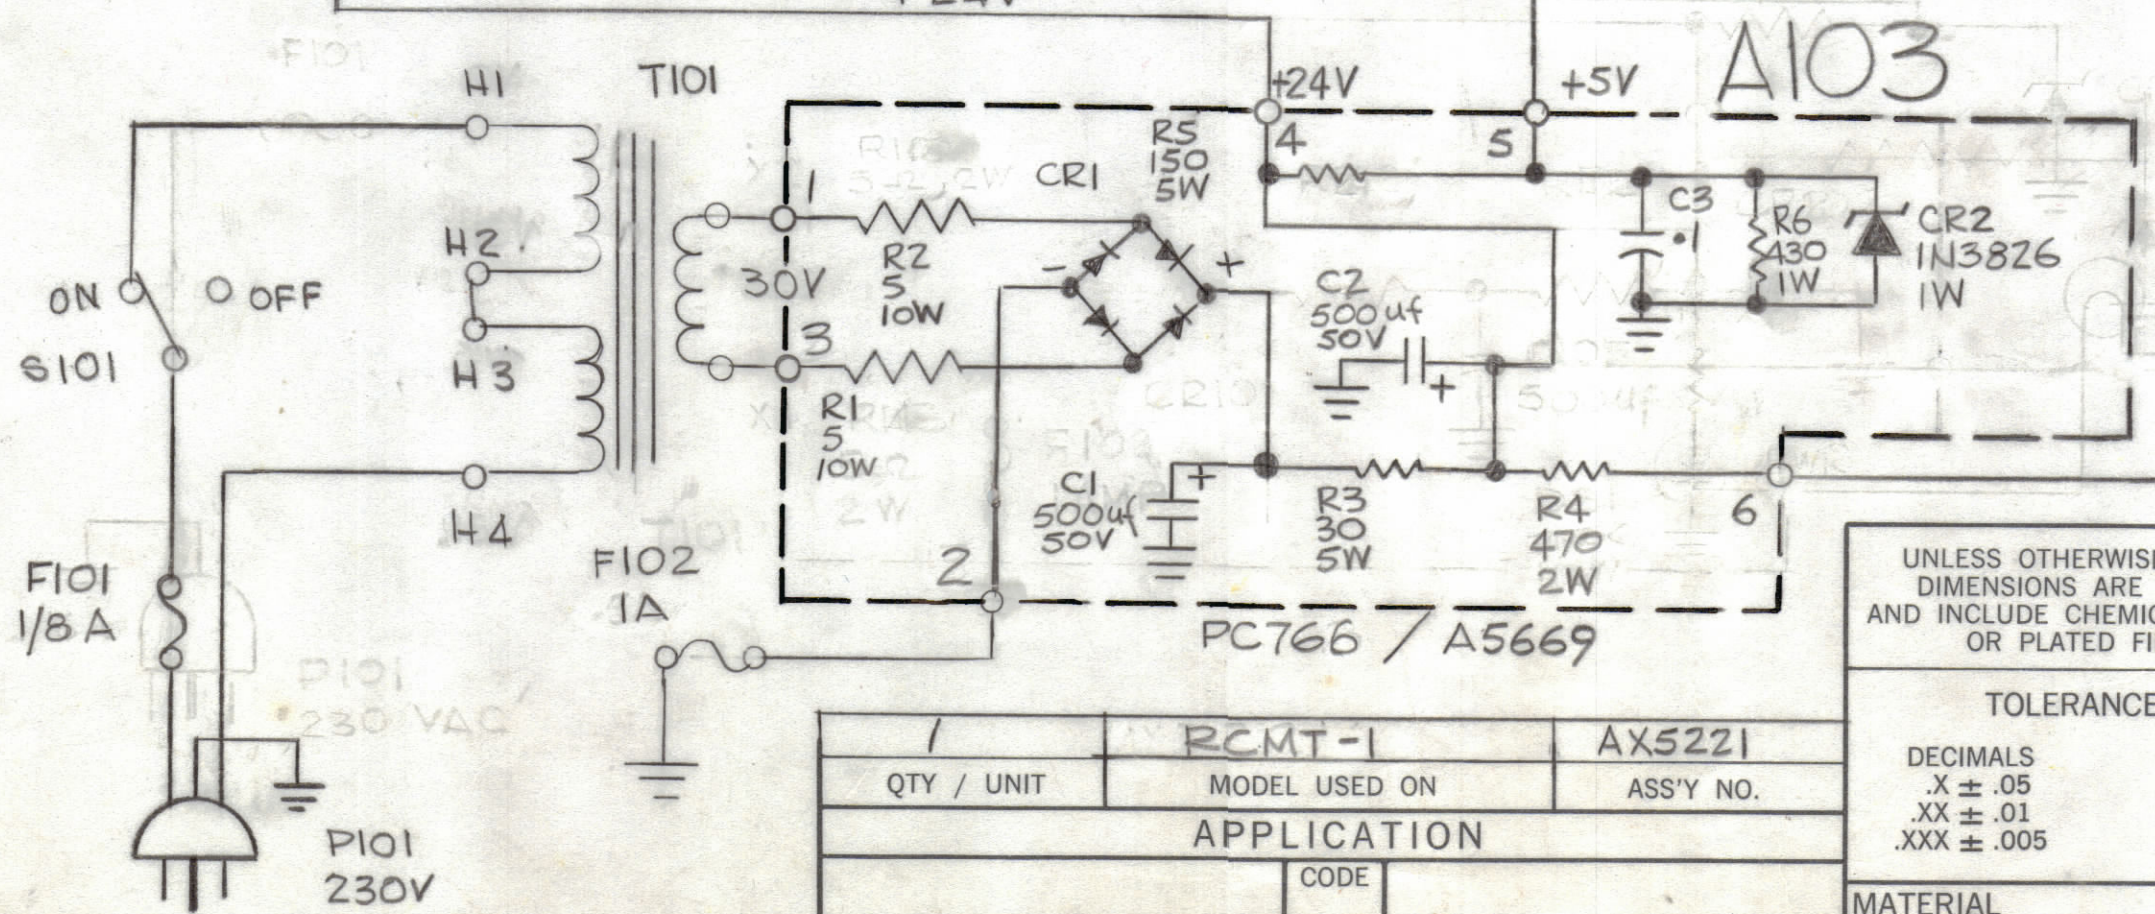 H1
T101
+24V
+5V
A103
4
5
R5
150
5W
1
CR1
C3
.1
R6
430
1W
CR2
1N3826
1W
H2
ON
OFF
30V
R2
5
10W
-
+
C2
500uf
50V
+
S101
H3
3
R1
5
10W
H4
C1
500uf
50V
+
R3
30
5W
R4
470
2W
6
F101
1/8A
F102
1A
2
PC766 / A5669
P101
230 VAC
P101
230V
1 RCMT-1 AX5221
QTY / UNIT MODEL USED ON ASS'Y NO.
APPLICATION
CODE
UNLESS OTHERWIS
DIMENSIONS ARE
AND INCLUDE CHEMIC
OR PLATED FI
TOLERANCE
DECIMALS
.X ± .05
.XX ± .01
.XXX ± .005
MATERIAL